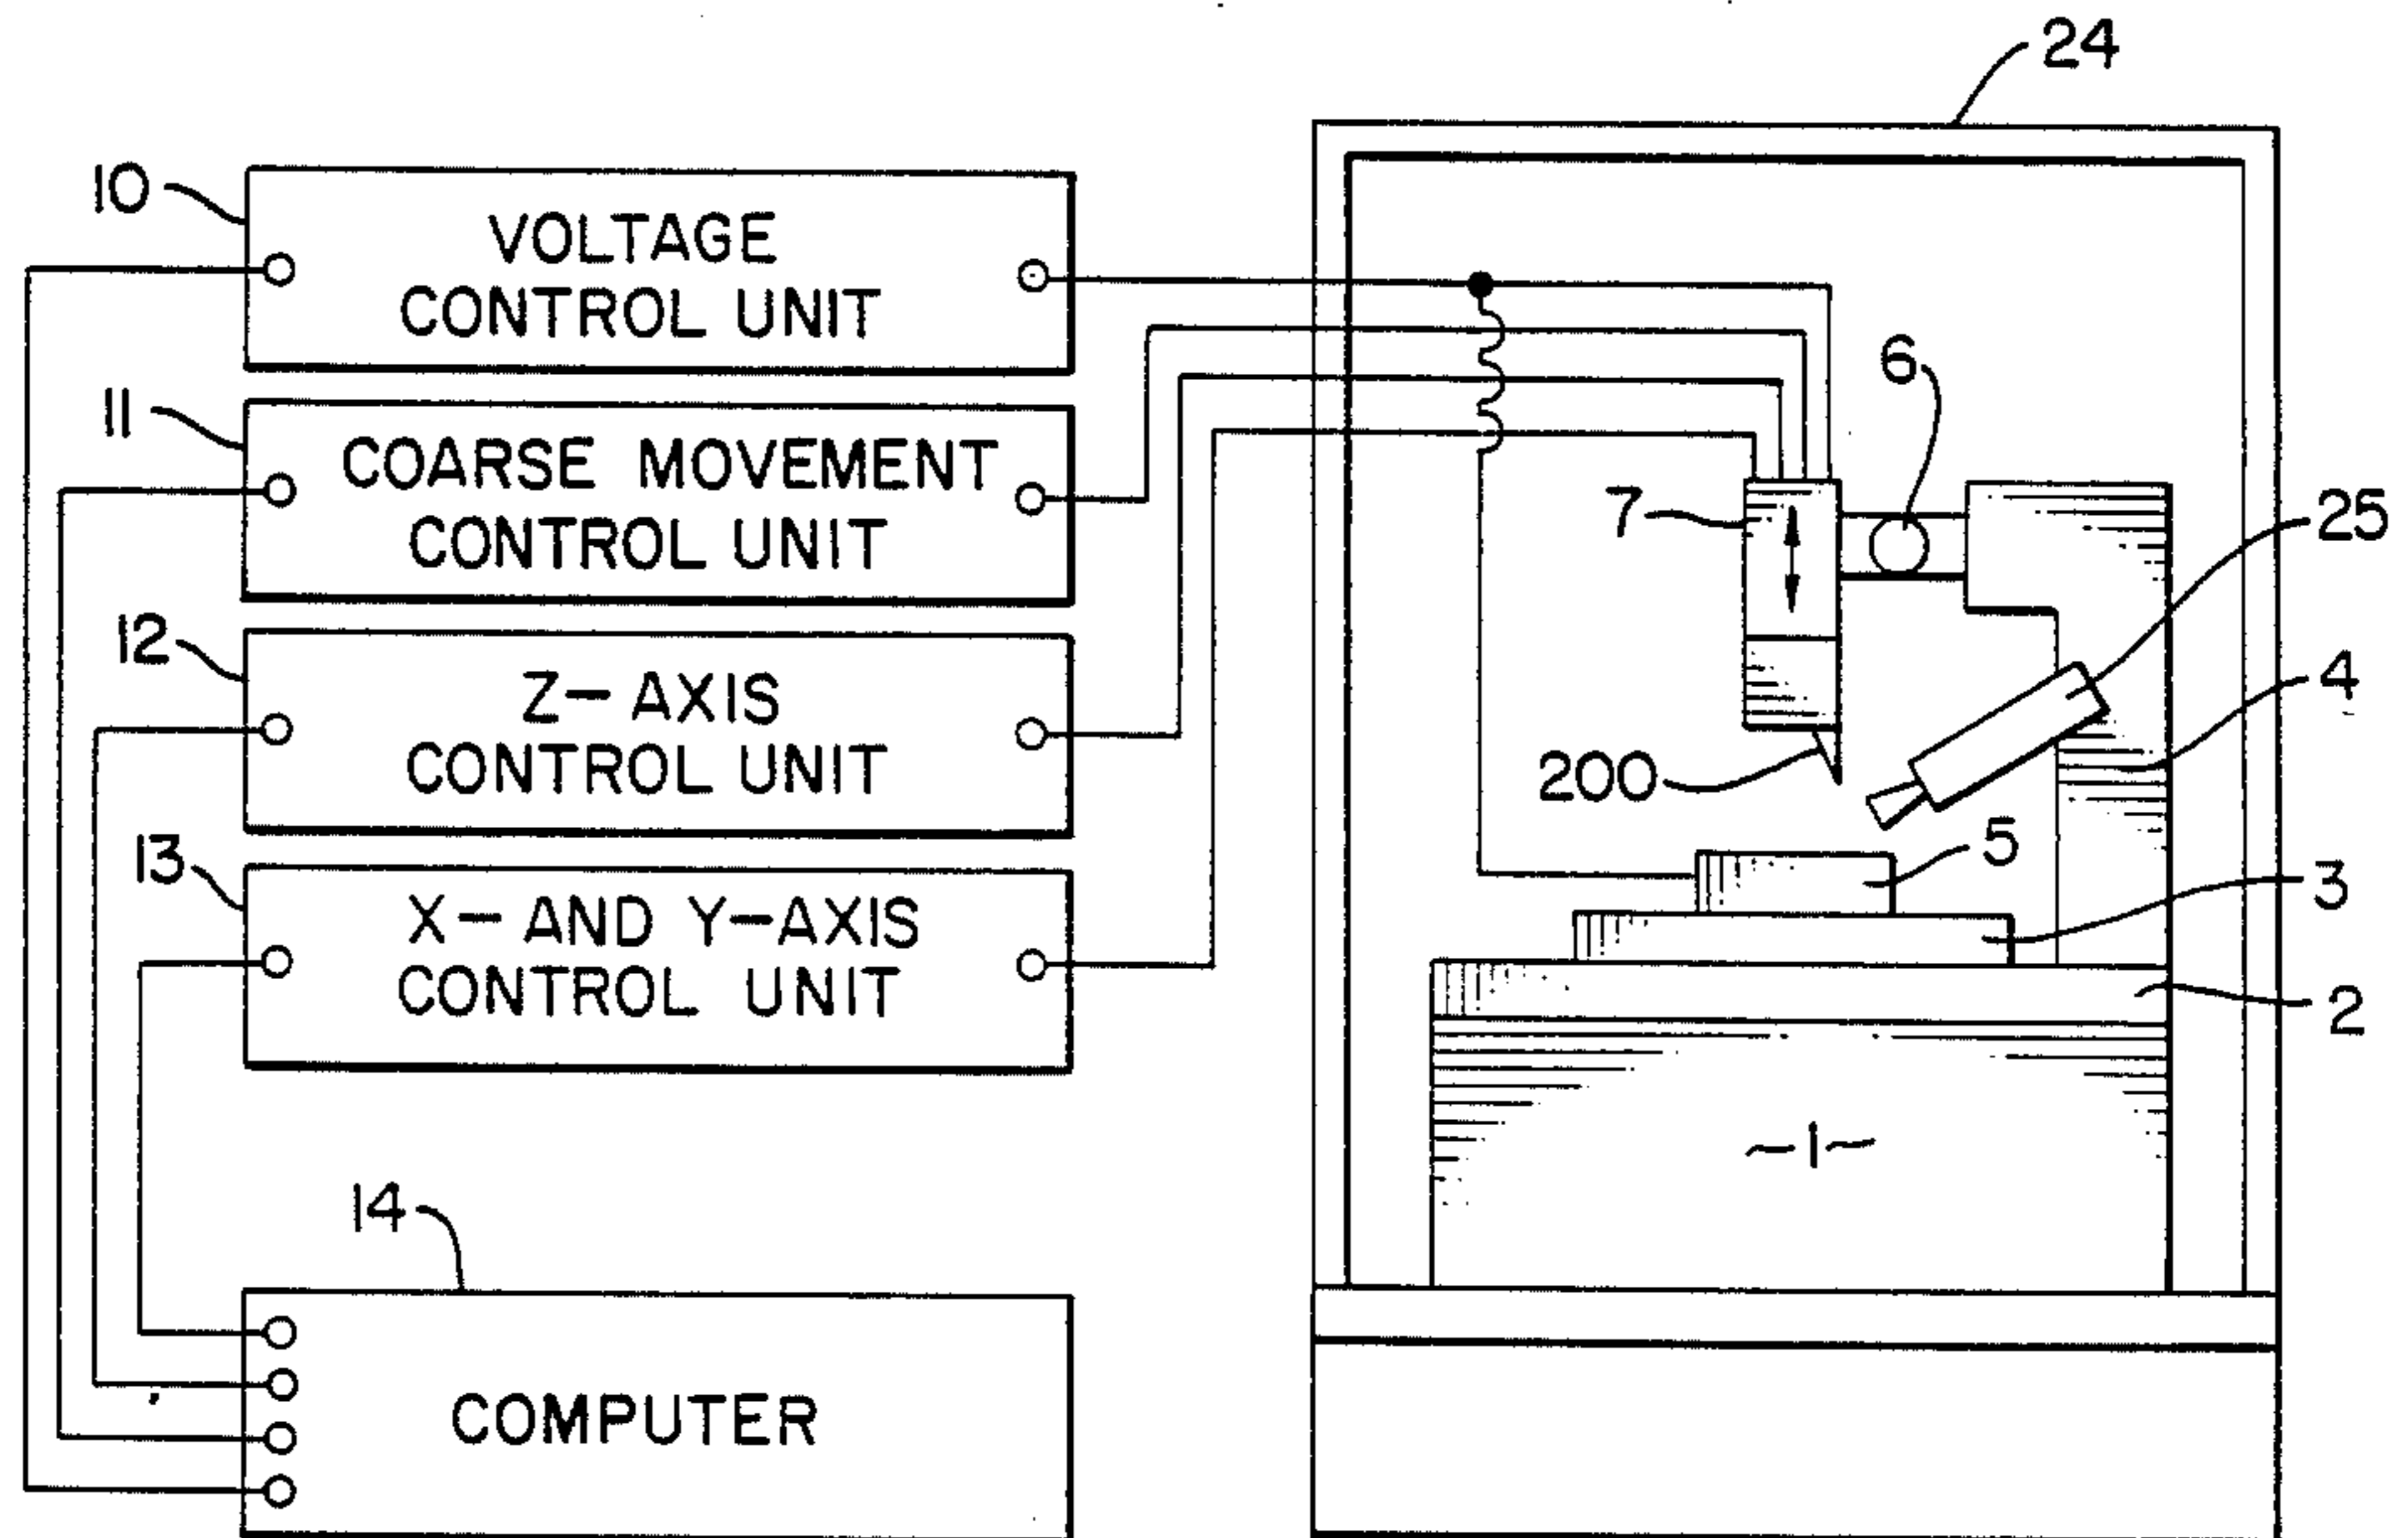 24
10
VOLTAGE
CONTROL UNIT
11
COARSE MOVEMENT
CONTROL UNIT
6
7
25
12
Z-AXIS
CONTROL UNIT
4
200
13
X-AND Y-AXIS
CONTROL UNIT
5
3
2
1
14
COMPUTER